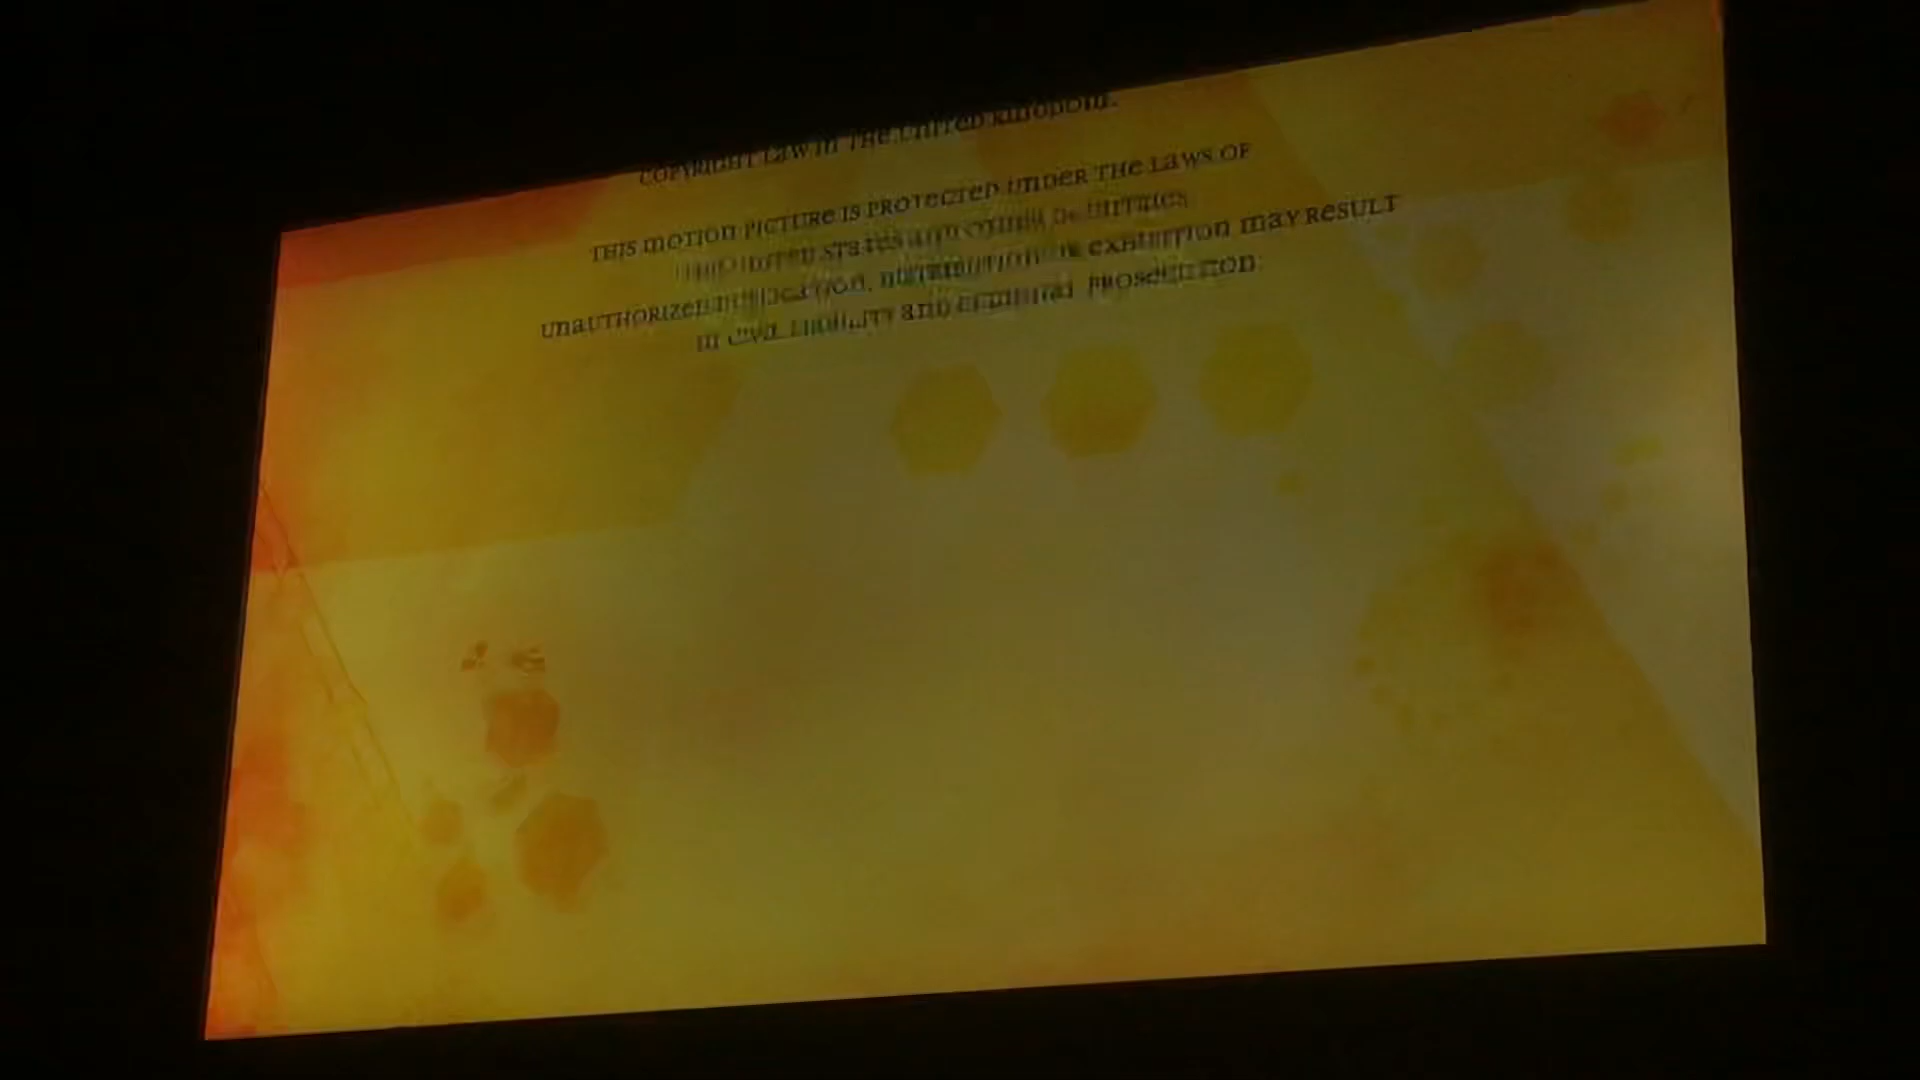 COPYRIGHT LAW IN THE UNITED KINGDOM.
THIS MOTION PICTURE IS PROTECTED UNDER THE LAWS OF
THE UNITED STATES AND OTHER COUNTRIES
UNAUTHORIZED DUPLICATION, DISTRIBUTION OR EXHIBITION MAY RESULT
IN CIVIL LIABILITY AND CRIMINAL PROSECUTION.